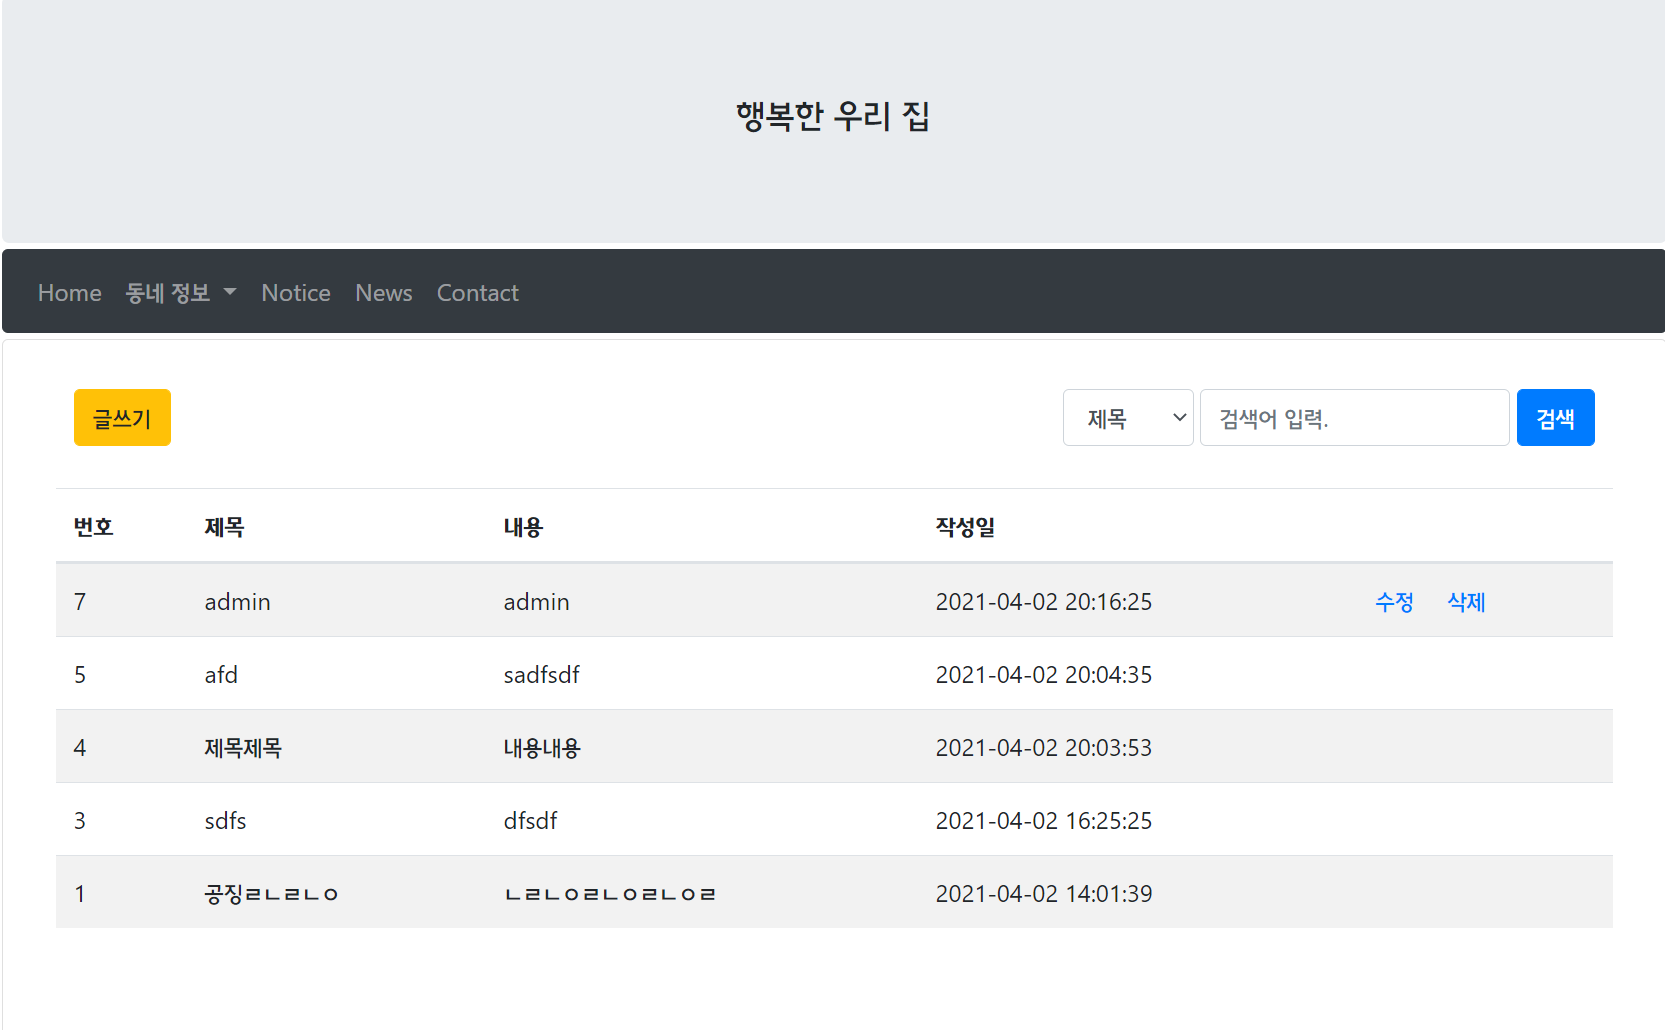 행복한 우리 집
Home 동네 정보 Notice News Contact
글쓰기 제목 검색어 입력. 검색
번호 제목 내용 작성일
7 admin admin 2021-04-02 20:16:25 수정 삭제
5 afd sadfsdf 2021-04-02 20:04:35
4 제목제목 내용내용 2021-04-02 20:03:53
3 sdfs dfsdf 2021-04-02 16:25:25
1 공징ㄹㄴㄹㄴㅇ ㄴㄹㄴㅇㄹㄴㅇㄹㄴㅇㄹ 2021-04-02 14:01:39